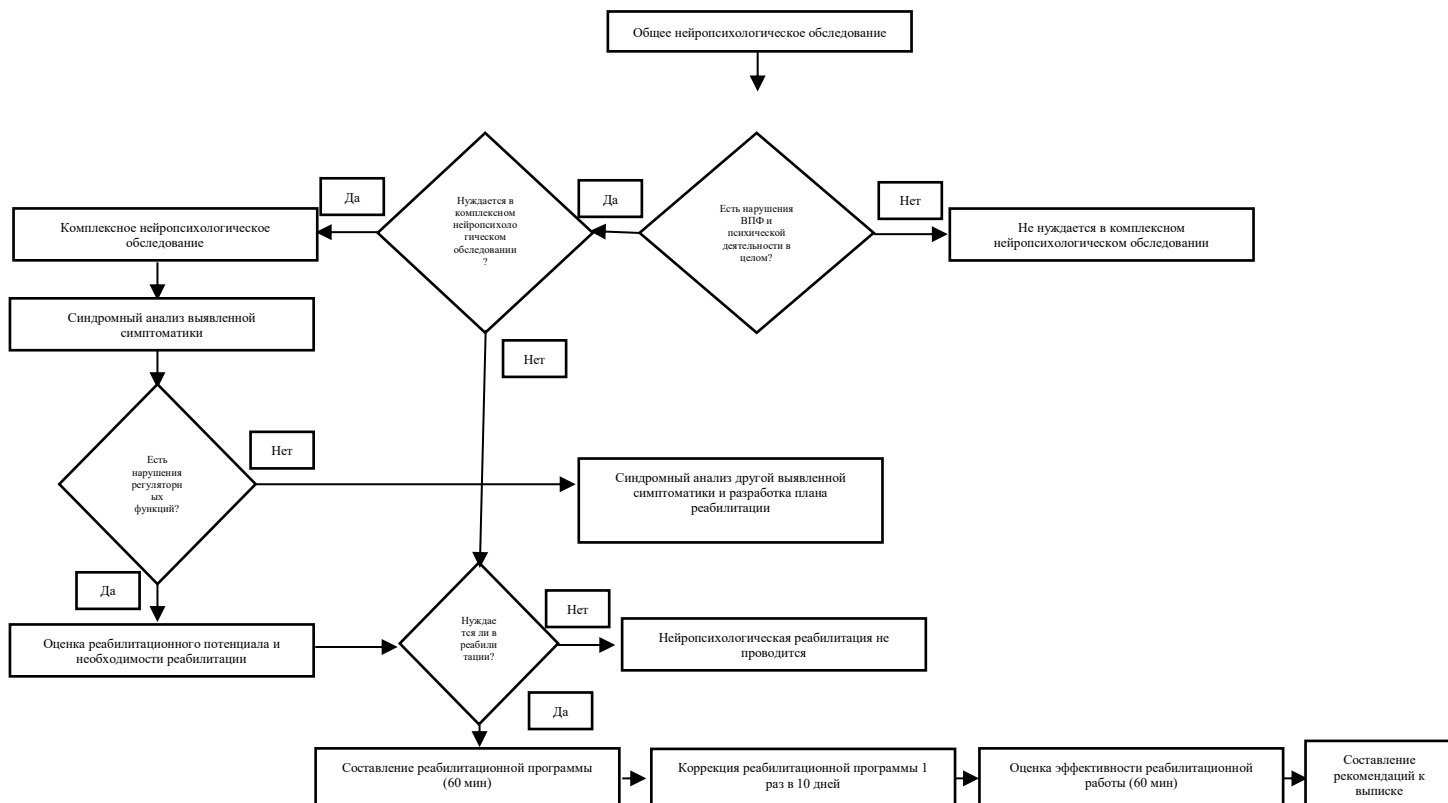 Общее нейропсихологическое обследование
Да
Нуждается в
комплексном
нейропсихоло
гическом
обследовании
?
Да
Есть нарушения
ВПФ и
психической
деятельности в
целом?
Нет
Комплексное нейропсихологическое
обследование
Не нуждается в комплексном
нейропсихологическом обследовании
Синдромный анализ выявленной
симптоматики
Нет
Есть
нарушения
регуляторн
ых
функций?
Нет
Синдромный анализ другой выявленной
симптоматики и разработка плана
реабилитации
Да
Оценка реабилитационного потенциала и
необходимости реабилитации
Нуждае
тся ли в
реабили
тации?
Нет
Нейропсихологическая реабилитация не
проводится
Да
Составление реабилитационной программы
(60 мин)
Коррекция реабилитационной программы 1
раз в 10 дней
Оценка эффективности реабилитационной
работы (60 мин)
Составление
рекомендаций к
выписке